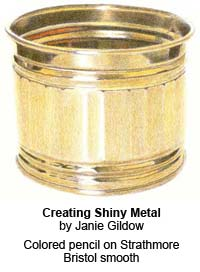 Creating Shiny Metal
by Janie Gildow
Colored pencil on Strathmore
Bristol smooth